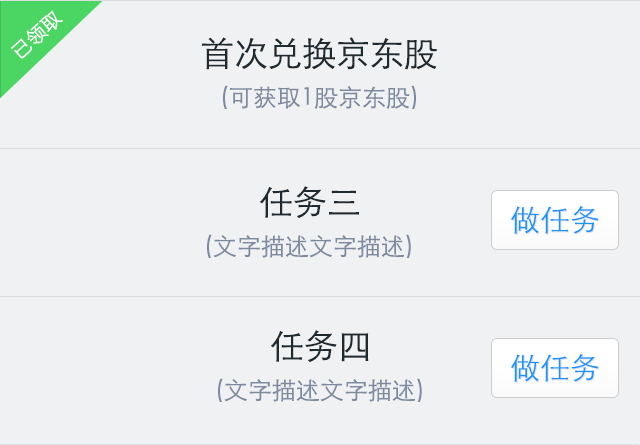 已领取
首次兑换京东股
(可获取1股京东股)
任务三
(文字描述文字描述)
做任务
任务四
(文字描述文字描述)
做任务